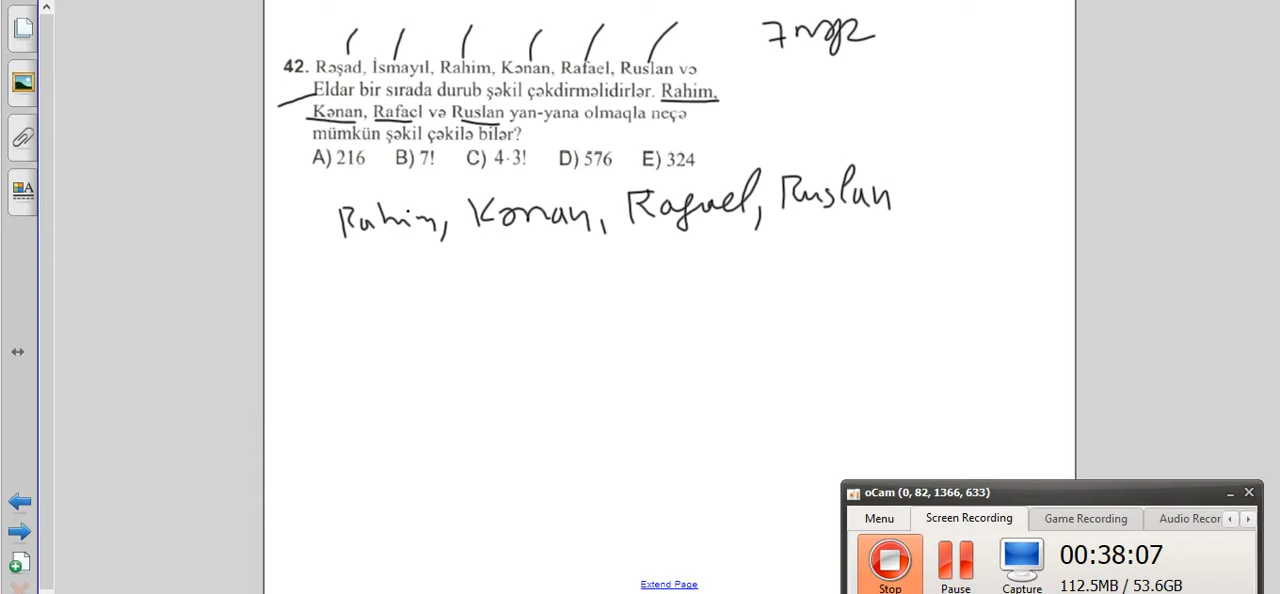 7 nəfər
42. Rəşad, İsmayıl, Rahim, Kənan, Rafael, Ruslan və
Eldar bir sırada durub şəkil çəkdirməlidirlər. Rahim,
Kənan, Rafael və Ruslan yan-yana olmaqla neçə
mümkün şəkil çəkilə bilər?
A) 216 B) 7! C) 4·3! D) 576 E) 324
Rahim, Kənan, Rafael, Ruslan
oCam (0, 82, 1366, 633)
Menu Screen Recording Game Recording Audio Recor
00:38:07
Stop Pause Capture 112.5MB / 53.6GB
Extend Page